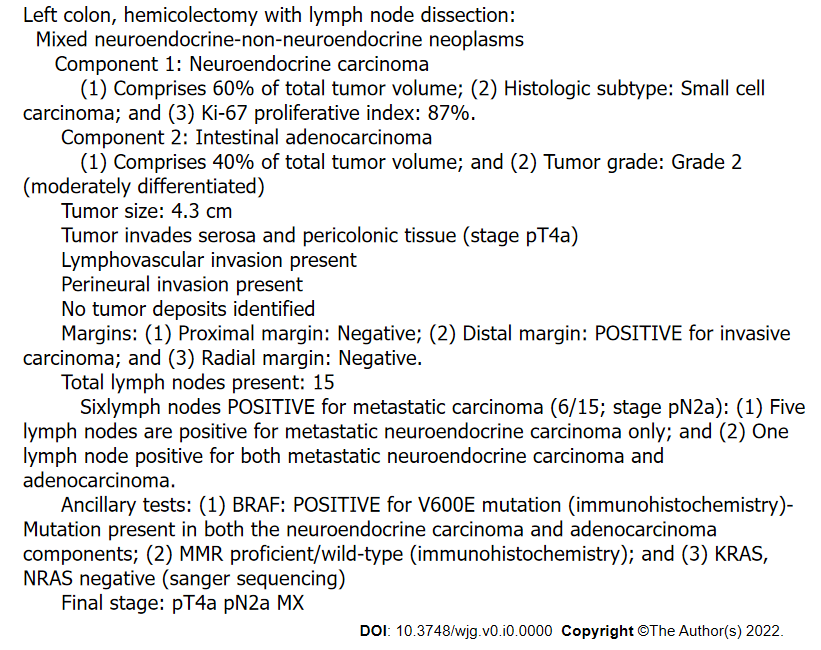 Left colon, hemicolectomy with lymph node dissection:
Mixed neuroendocrine-non-neuroendocrine neoplasms
Component 1: Neuroendocrine carcinoma
(1) Comprises 60% of total tumor volume; (2) Histologic subtype: Small cell
carcinoma; and (3) Ki-67 proliferative index: 87%.
Component 2: Intestinal adenocarcinoma
(1) Comprises 40% of total tumor volume; and (2) Tumor grade: Grade 2
(moderately differentiated)
Tumor size: 4.3 cm
Tumor invades serosa and pericolonic tissue (stage pT4a)
Lymphovascular invasion present
Perineural invasion present
No tumor deposits identified
Margins: (1) Proximal margin: Negative; (2) Distal margin: POSITIVE for invasive
carcinoma; and (3) Radial margin: Negative.
Total lymph nodes present: 15
Sixlymph nodes POSITIVE for metastatic carcinoma (6/15; stage pN2a): (1) Five
lymph nodes are positive for metastatic neuroendocrine carcinoma only; and (2) One
lymph node positive for both metastatic neuroendocrine carcinoma and
adenocarcinoma.
Ancillary tests: (1) BRAF: POSITIVE for V600E mutation (immunohistochemistry)-
Mutation present in both the neuroendocrine carcinoma and adenocarcinoma
components; (2) MMR proficient/wild-type (immunohistochemistry); and (3) KRAS,
NRAS negative (sanger sequencing)
Final stage: pT4a pN2a MX
DOI: 10.3748/wjg.v0.i0.0000 Copyright ©The Author(s) 2022.